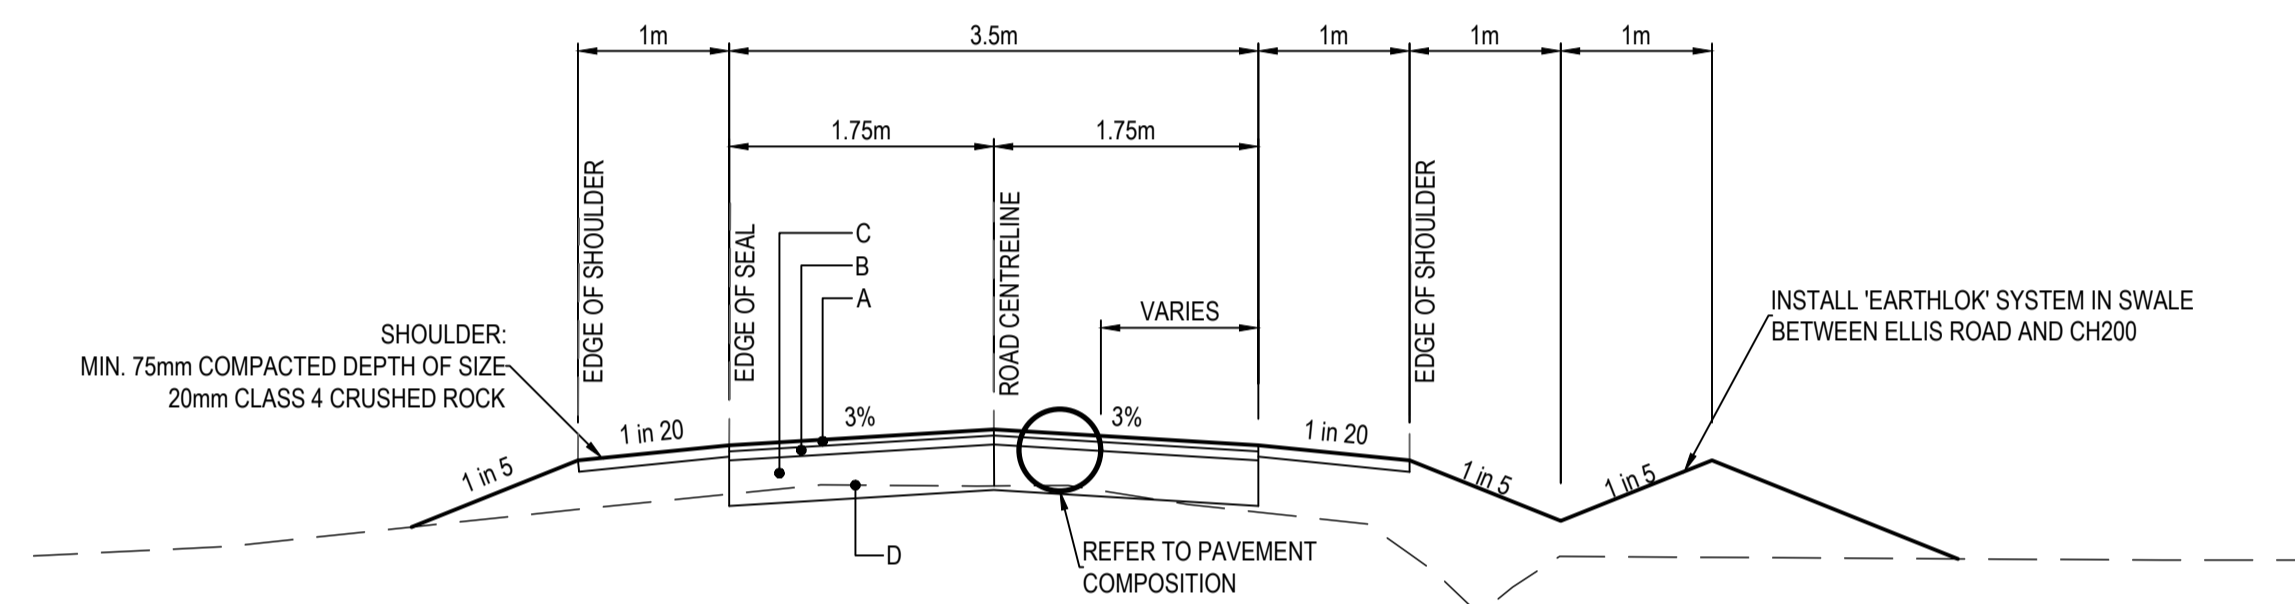 1m
3.5m
1m
1m
1m
1.75m
1.75m
EDGE OF SHOULDER
EDGE OF SEAL
ROAD CENTRELINE
EDGE OF SHOULDER
C
B
A
VARIES
INSTALL 'EARTHLOK' SYSTEM IN SWALE
BETWEEN ELLIS ROAD AND CH200
SHOULDER:
MIN. 75mm COMPACTED DEPTH OF SIZE
20mm CLASS 4 CRUSHED ROCK
1 in 5
1 in 20
3%
3%
1 in 20
1 in 5
1 in 5
D
REFER TO PAVEMENT
COMPOSITION